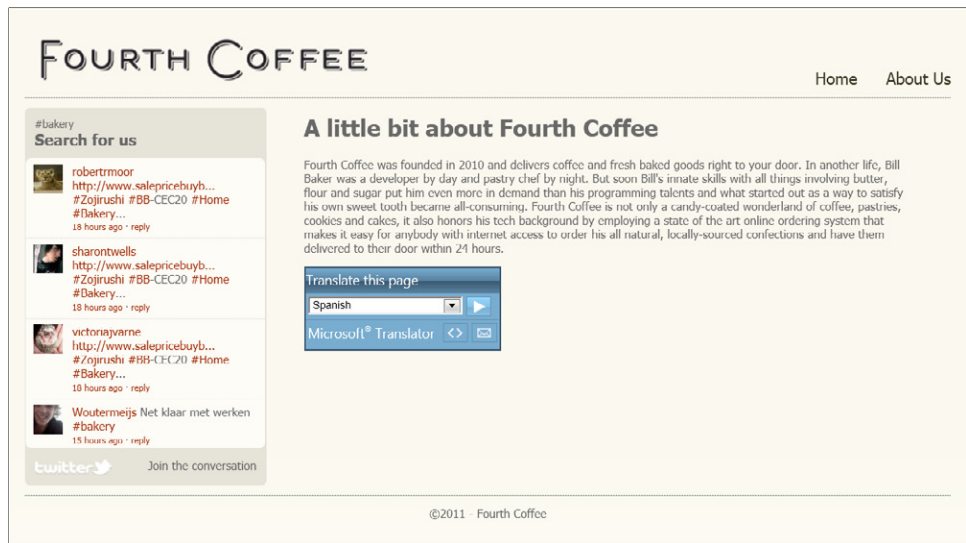 FOURTH COFFEE
Home About Us
#bakery
Search for us
robertrmoor
http://www.salepricebuyb...
#Zojirushi #BB-CEC20 #Home
#Bakery...
18 hours ago · reply
sharontwells
http://www.salepricebuyb...
#Zojirushi #BB-CEC20 #Home
#Bakery...
18 hours ago · reply
victoriajvarne
http://www.salepricebuyb...
#Zojirushi #BB-CEC20 #Home
#Bakery...
18 hours ago · reply
Woutermeijs Net klaar met werken
#bakery
15 hours ago · reply
twitter
Join the conversation
A little bit about Fourth Coffee
Fourth Coffee was founded in 2010 and delivers coffee and fresh baked goods right to your door. In another life, Bill
Baker was a developer by day and pastry chef by night. But soon Bill's innate skills with all things involving butter,
flour and sugar put him even more in demand than his programming talents and what started out as a way to satisfy
his own sweet tooth became all-consuming. Fourth Coffee is not only a candy-coated wonderland of coffee, pastries,
cookies and cakes, it also honors his tech background by employing a state of the art online ordering system that
makes it easy for anybody with internet access to order his all natural, locally-sourced confections and have them
delivered to their door within 24 hours.
Translate this page
Spanish
Microsoft® Translator <>
©2011 - Fourth Coffee